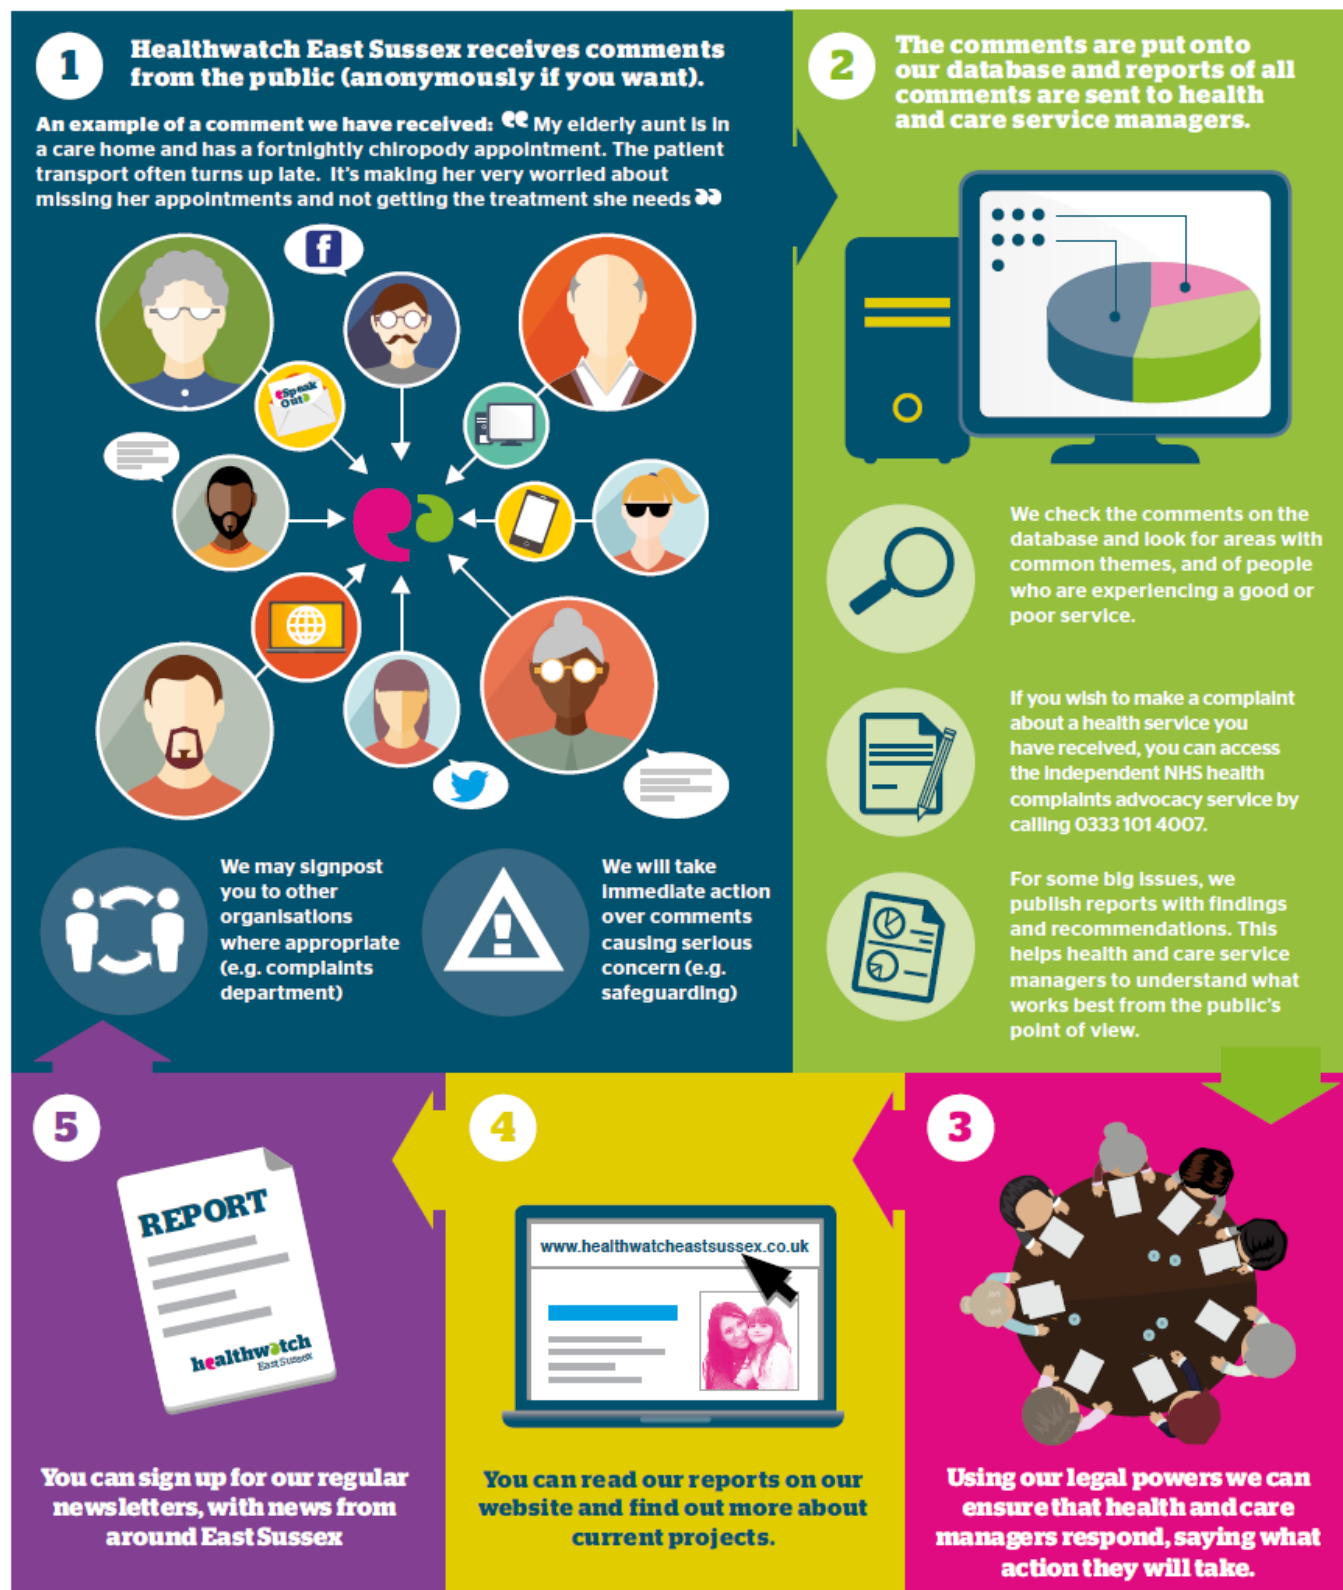 1
Healthwatch East Sussex receives comments
from the public (anonymously if you want).
An example of a comment we have received: “ My elderly aunt is in
a care home and has a fortnightly chiropody appointment. The patient
transport often turns up late. It's making her very worried about
missing her appointments and not getting the treatment she needs ”
f
Speak
Out
We may signpost
you to other
organisations
where appropriate
(e.g. complaints
department)
!
We will take
immediate action
over comments
causing serious
concern (e.g.
safeguarding)
2
The comments are put onto
our database and reports of all
comments are sent to health
and care service managers.
We check the comments on the
database and look for areas with
common themes, and of people
who are experiencing a good or
poor service.
If you wish to make a complaint
about a health service you
have received, you can access
the independent NHS health
complaints advocacy service by
calling 0333 101 4007.
For some big issues, we
publish reports with findings
and recommendations. This
helps health and care service
managers to understand what
works best from the public's
point of view.
3
Using our legal powers we can
ensure that health and care
managers respond, saying what
action they will take.
4
www.healthwatcheastsussex.co.uk
You can read our reports on our
website and find out more about
current projects.
5
REPORT
healthwatch
East Sussex
You can sign up for our regular
newsletters, with news from
around East Sussex